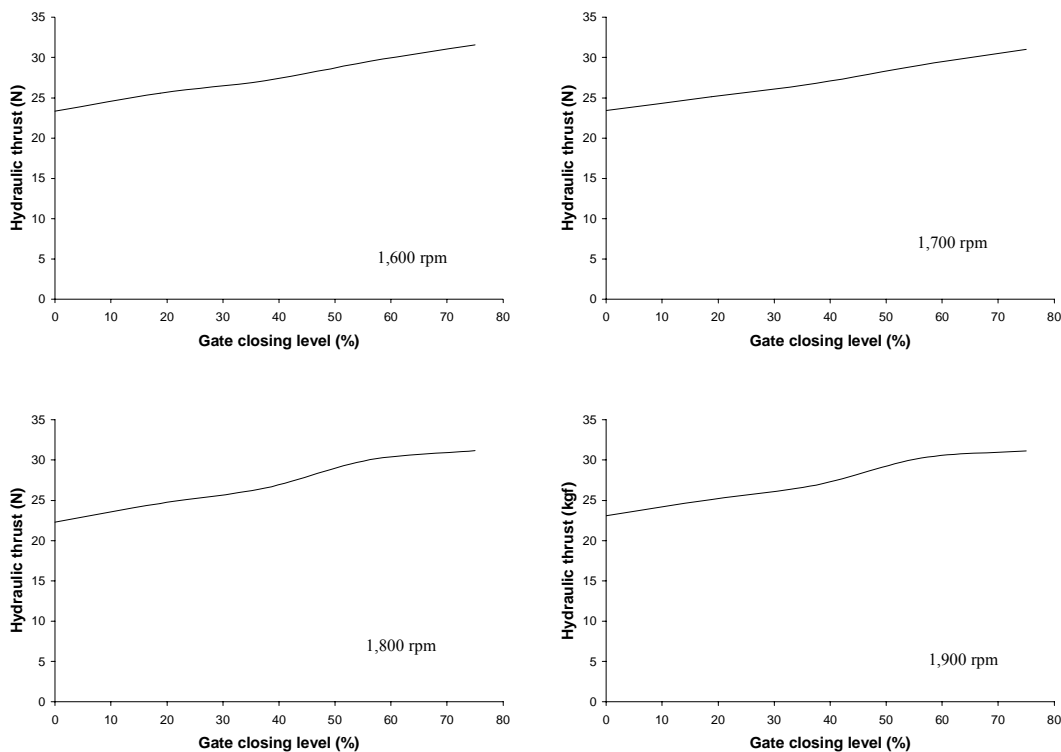 35
30
25
20
15
10
5
0
Hydraulic thrust (N)
1,600 rpm
0 10 20 30 40 50 60 70 80
Gate closing level (%)
35
30
25
20
15
10
5
0
Hydraulic thrust (N)
1,700 rpm
0 10 20 30 40 50 60 70 80
Gate closing level (%)
35
30
25
20
15
10
5
0
Hydraulic thrust (N)
1,800 rpm
0 10 20 30 40 50 60 70 80
Gate closing level (%)
35
30
25
20
15
10
5
0
Hydraulic thrust (kgf)
1,900 rpm
0 10 20 30 40 50 60 70 80
Gate closing level (%)